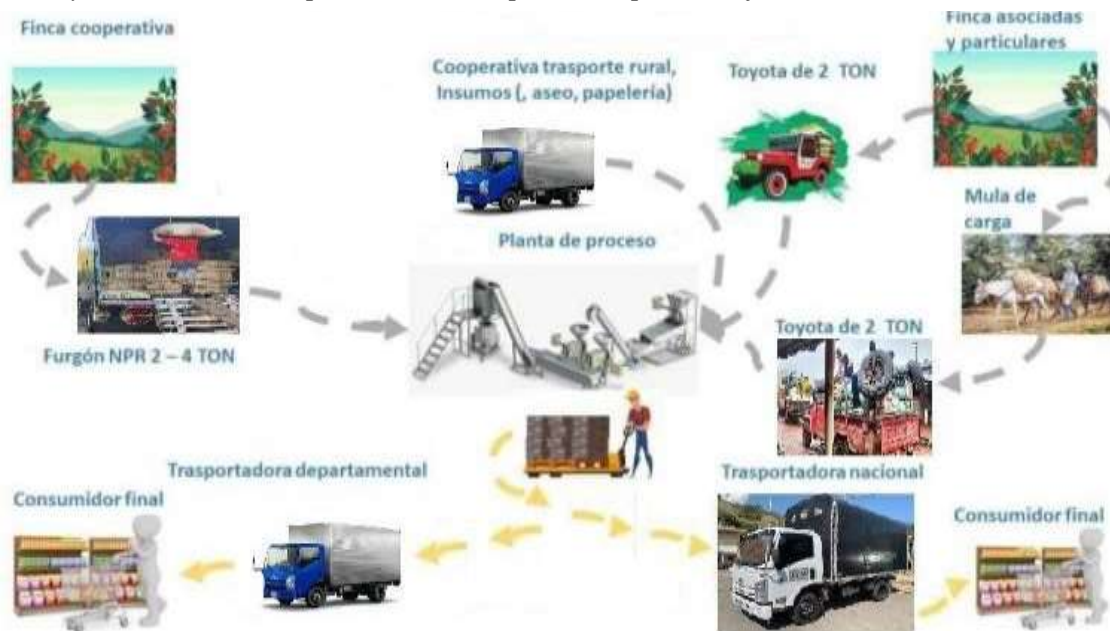 Finca cooperativa
Cooperativa trasporte rural,
Insumos (, aseo, papelería)
Toyota de 2 TON
Finca asociadas
y particulares
Mula de
carga
Planta de proceso
Furgón NPR 2 – 4 TON
Toyota de 2 TON
Trasportadora departamental
Trasportadora nacional
Consumidor final
Consumidor final